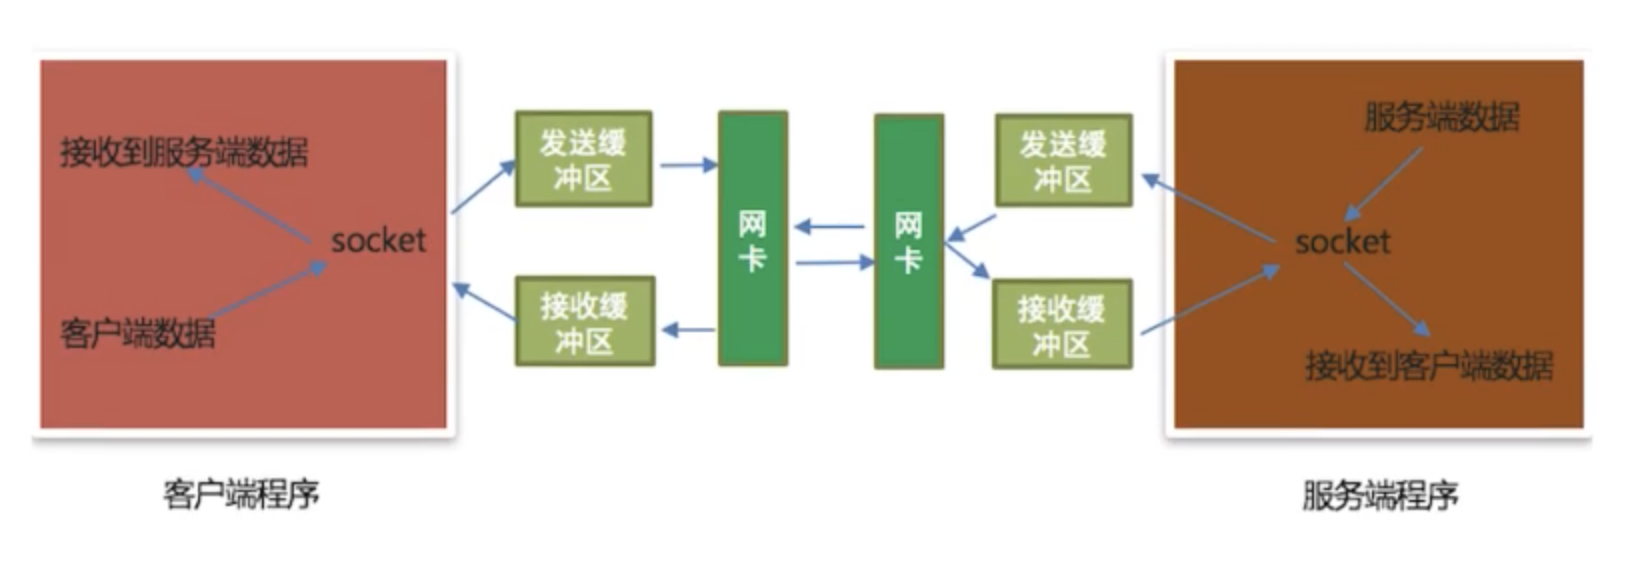 接收到服务端数据
socket
客户端数据
客户端程序
发送缓
冲区
接收缓
冲区
网
卡
网
卡
发送缓
冲区
接收缓
冲区
服务端数据
socket
接收到客户端数据
服务端程序